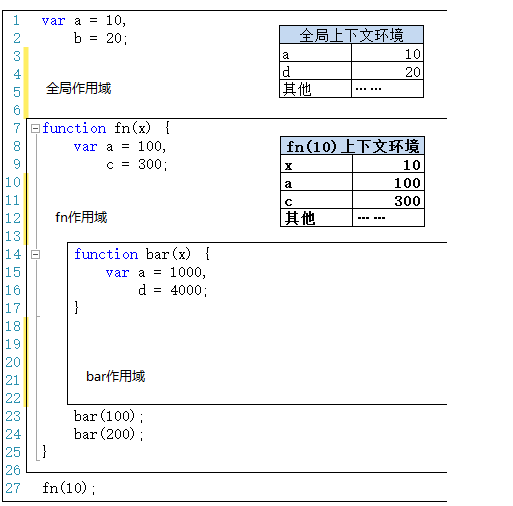 1 var a = 10,
2 b = 20;
3
4
5 全局作用域
6
7 function fn(x) {
8 var a = 100,
9 c = 300;
10
11
12 fn作用域
13
14 function bar(x) {
15 var a = 1000,
16 d = 4000;
17 }
18
19
20
21 bar作用域
22
23 bar(100);
24 bar(200);
25 }
26
27 fn(10);
全局上下文环境
a 10
d 20
其他 ……
fn(10)上下文环境
x 10
a 100
c 300
其他 ……